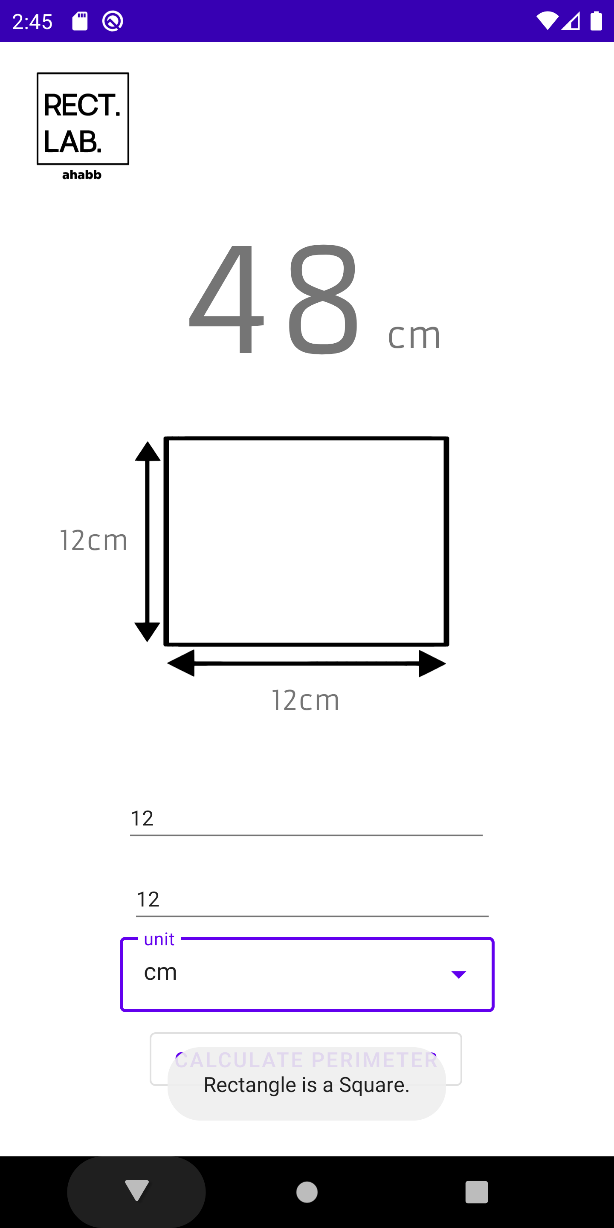 2:45
RECT.
LAB.
ahabb
48 cm
12cm
12cm
12
12
unit
cm
CALCULATE PERIMETER
Rectangle is a Square.